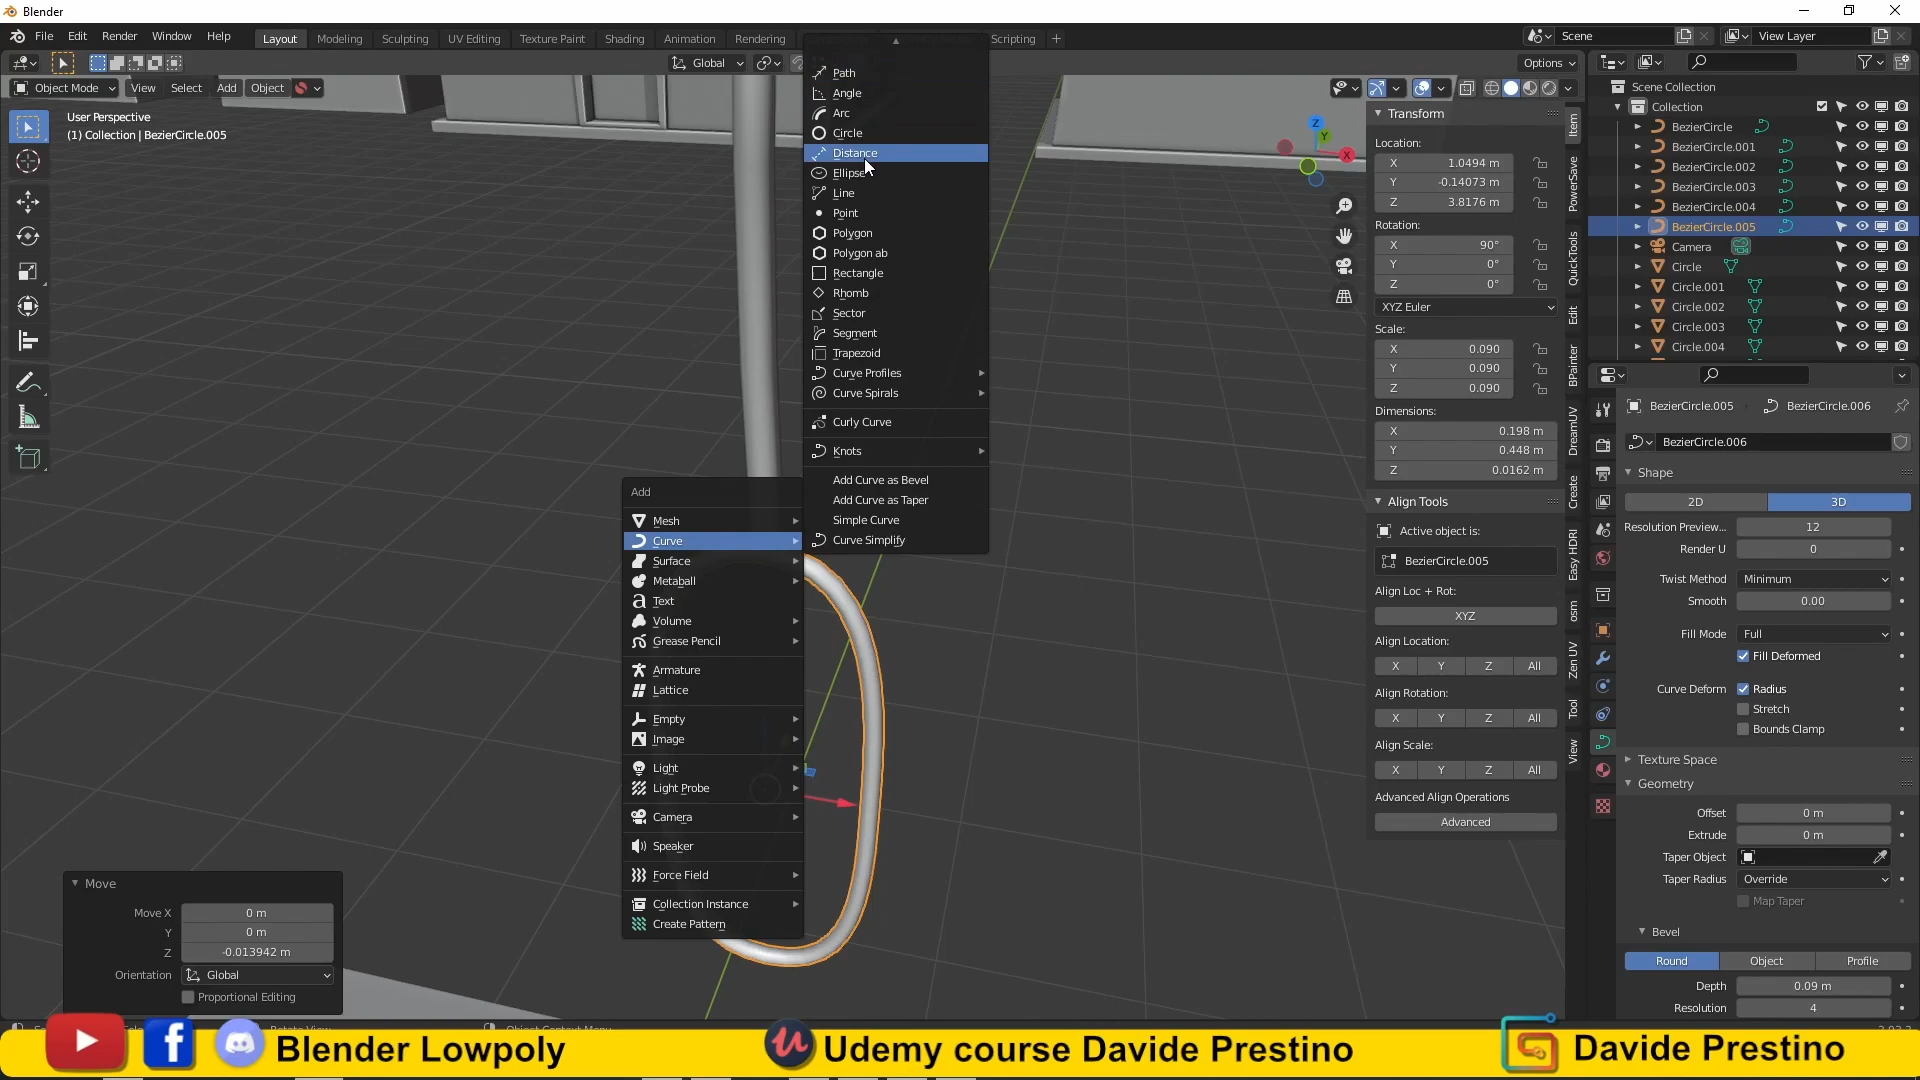 Blender
File Edit Render Window Help Layout Modeling Sculpting UV Editing Texture Paint Shading Animation Rendering Scripting + Scene View Layer
Global Options
Object Mode View Select Add Object
User Perspective
(1) Collection | BezierCircle.005
Path
Angle
Arc
Circle
Distance
Ellipse
Line
Point
Polygon
Polygon ab
Rectangle
Rhomb
Sector
Segment
Trapezoid
Curve Profiles
Curve Spirals
Curly Curve
Knots
Add Curve as Bevel
Add Curve as Taper
Simple Curve
Curve Simplify
Add
Mesh
Curve
Surface
Metaball
Text
Volume
Grease Pencil
Armature
Lattice
Empty
Image
Light
Light Probe
Camera
Speaker
Force Field
Collection Instance
Create Pattern
Move
Move X 0 m
Y 0 m
Z -0.013942 m
Orientation Global
Proportional Editing
Z
Y
X
Transform
Location:
X 1.0494 m
Y -0.14073 m
Z 3.8176 m
Rotation:
X 90°
Y 0°
Z 0°
XYZ Euler
Scale:
X 0.090
Y 0.090
Z 0.090
Dimensions:
X 0.198 m
Y 0.448 m
Z 0.0162 m
Align Tools
Active object is:
BezierCircle.005
Align Loc + Rot:
XYZ
Align Location:
X Y Z All
Align Rotation:
X Y Z All
Align Scale:
X Y Z All
Advanced Align Operations
Advanced
Item
PowerSave
QuickTools
Edit
BPainter
DreamUV
Create
Easy HDRI
osm
Zen UV
Tool
View
Scene Collection
Collection
BezierCircle
BezierCircle.001
BezierCircle.002
BezierCircle.003
BezierCircle.004
BezierCircle.005
Camera
Circle
Circle.001
Circle.002
Circle.003
Circle.004
BezierCircle.005 BezierCircle.006
BezierCircle.006
Shape
2D 3D
Resolution Preview... 12
Render U 0
Twist Method Minimum
Smooth 0.00
Fill Mode Full
Fill Deformed
Curve Deform Radius
Stretch
Bounds Clamp
Texture Space
Geometry
Offset 0 m
Extrude 0 m
Taper Object
Taper Radius Override
Map Taper
Bevel
Round Object Profile
Depth 0.09 m
Resolution 4
Blender Lowpoly Udemy course Davide Prestino Davide Prestino